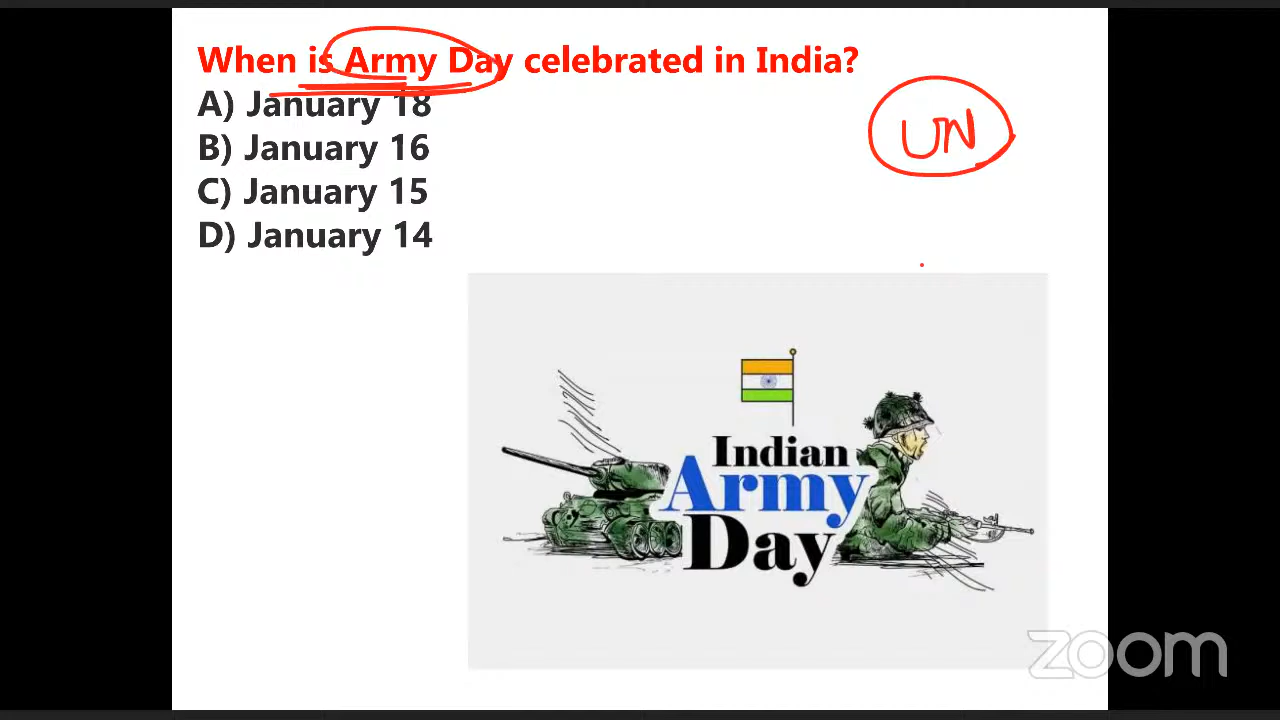 When is Army Day celebrated in India?
A) January 18
B) January 16
C) January 15
D) January 14
UN
Indian
Army
Day
zoom